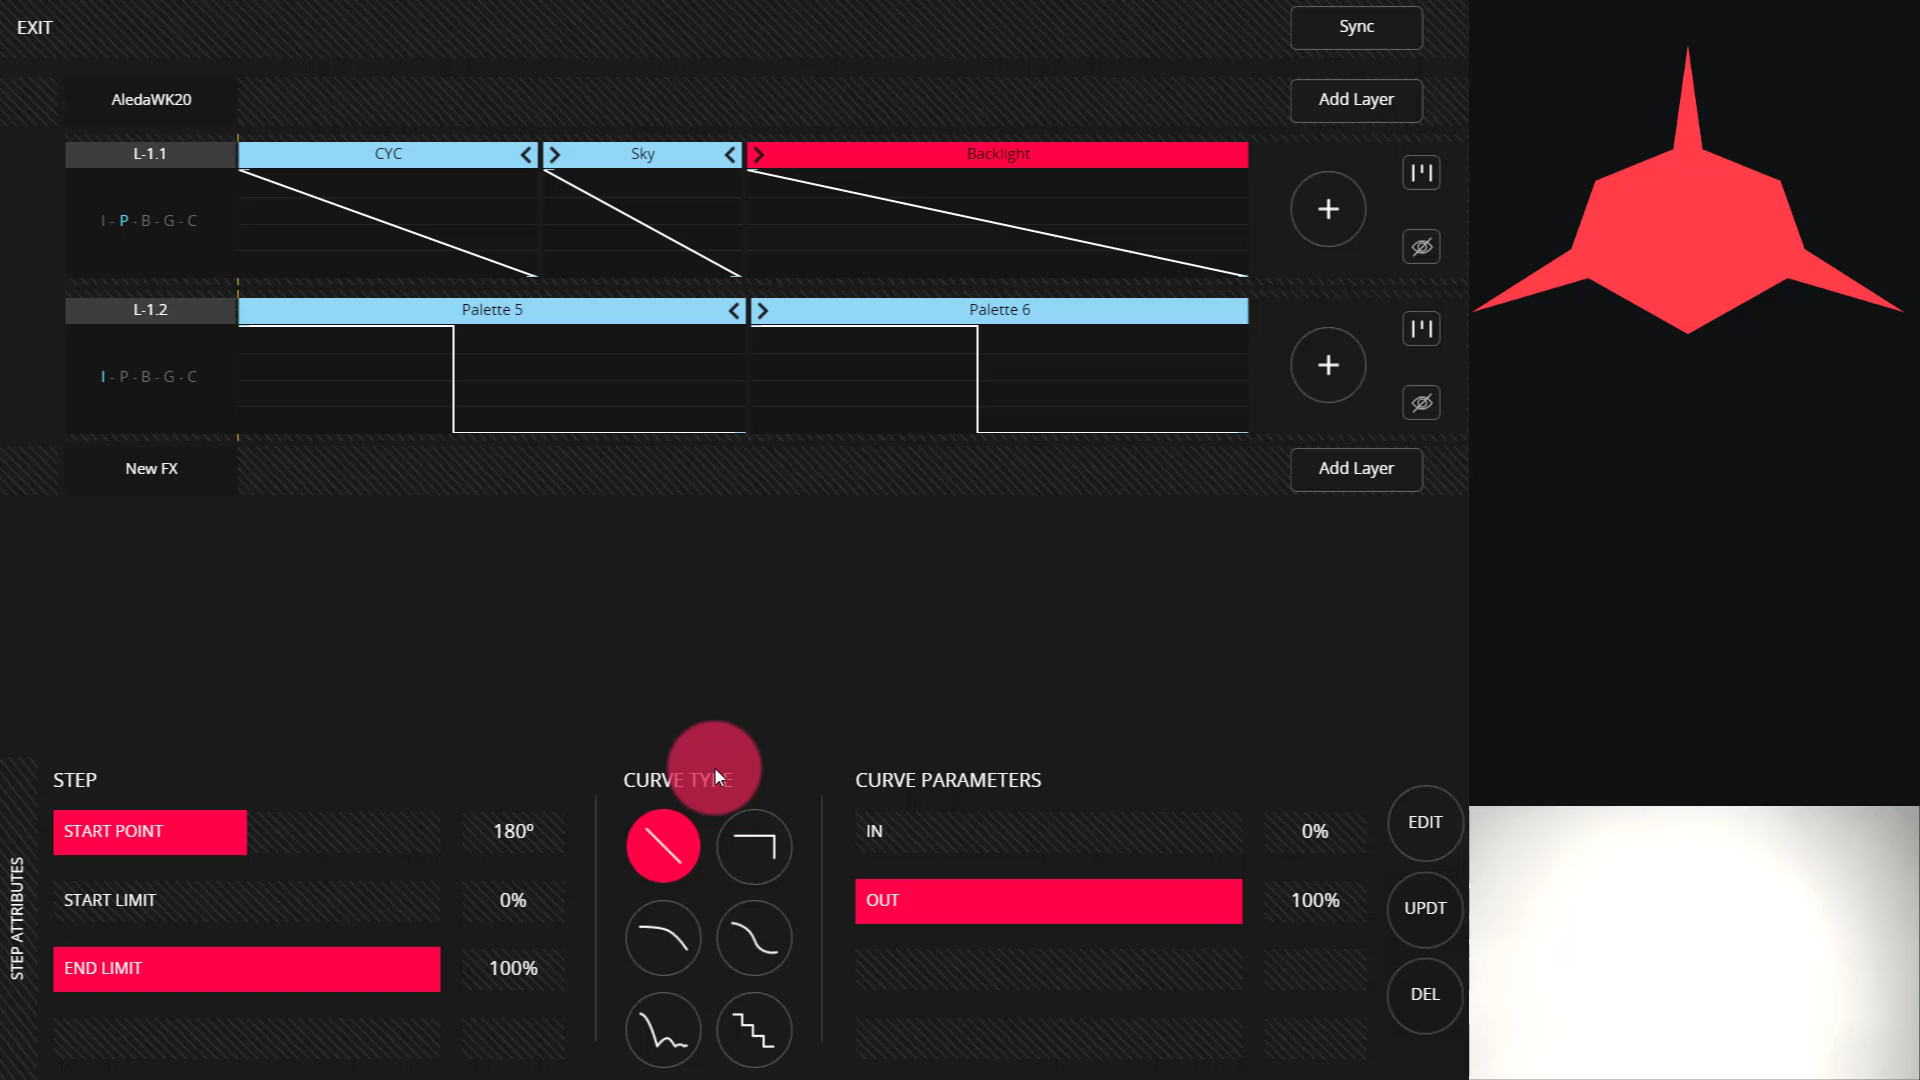 EXIT
Sync
AledaWK20
Add Layer
L-1.1
CYC
Sky
Backlight
I - P - B - G - C
L-1.2
Palette 5
Palette 6
I - P - B - G - C
New FX
Add Layer
STEP ATTRIBUTES
STEP
START POINT
180º
START LIMIT
0%
END LIMIT
100%
CURVE TYPE
CURVE PARAMETERS
IN
0%
OUT
100%
EDIT
UPDT
DEL